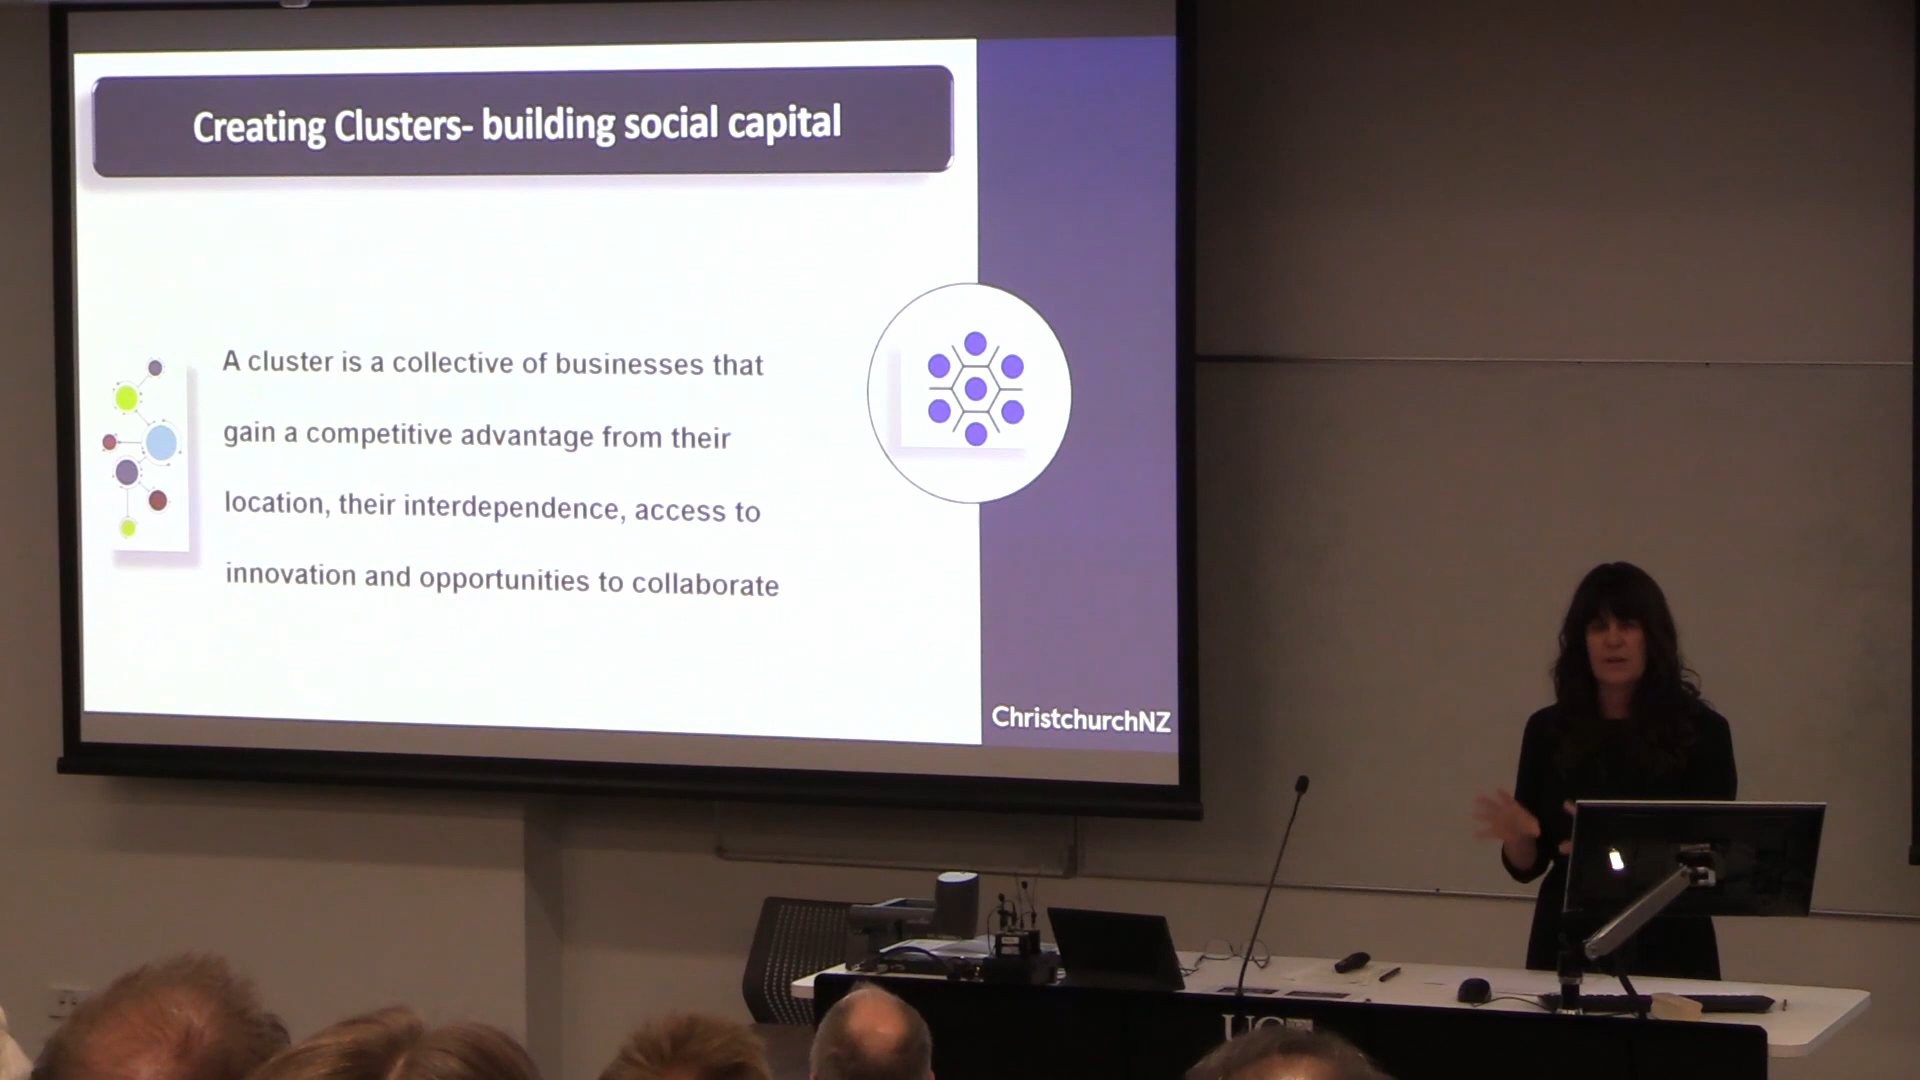 Creating Clusters- building social capital
A cluster is a collective of businesses that
gain a competitive advantage from their
location, their interdependence, access to
innovation and opportunities to collaborate
ChristchurchNZ
UC